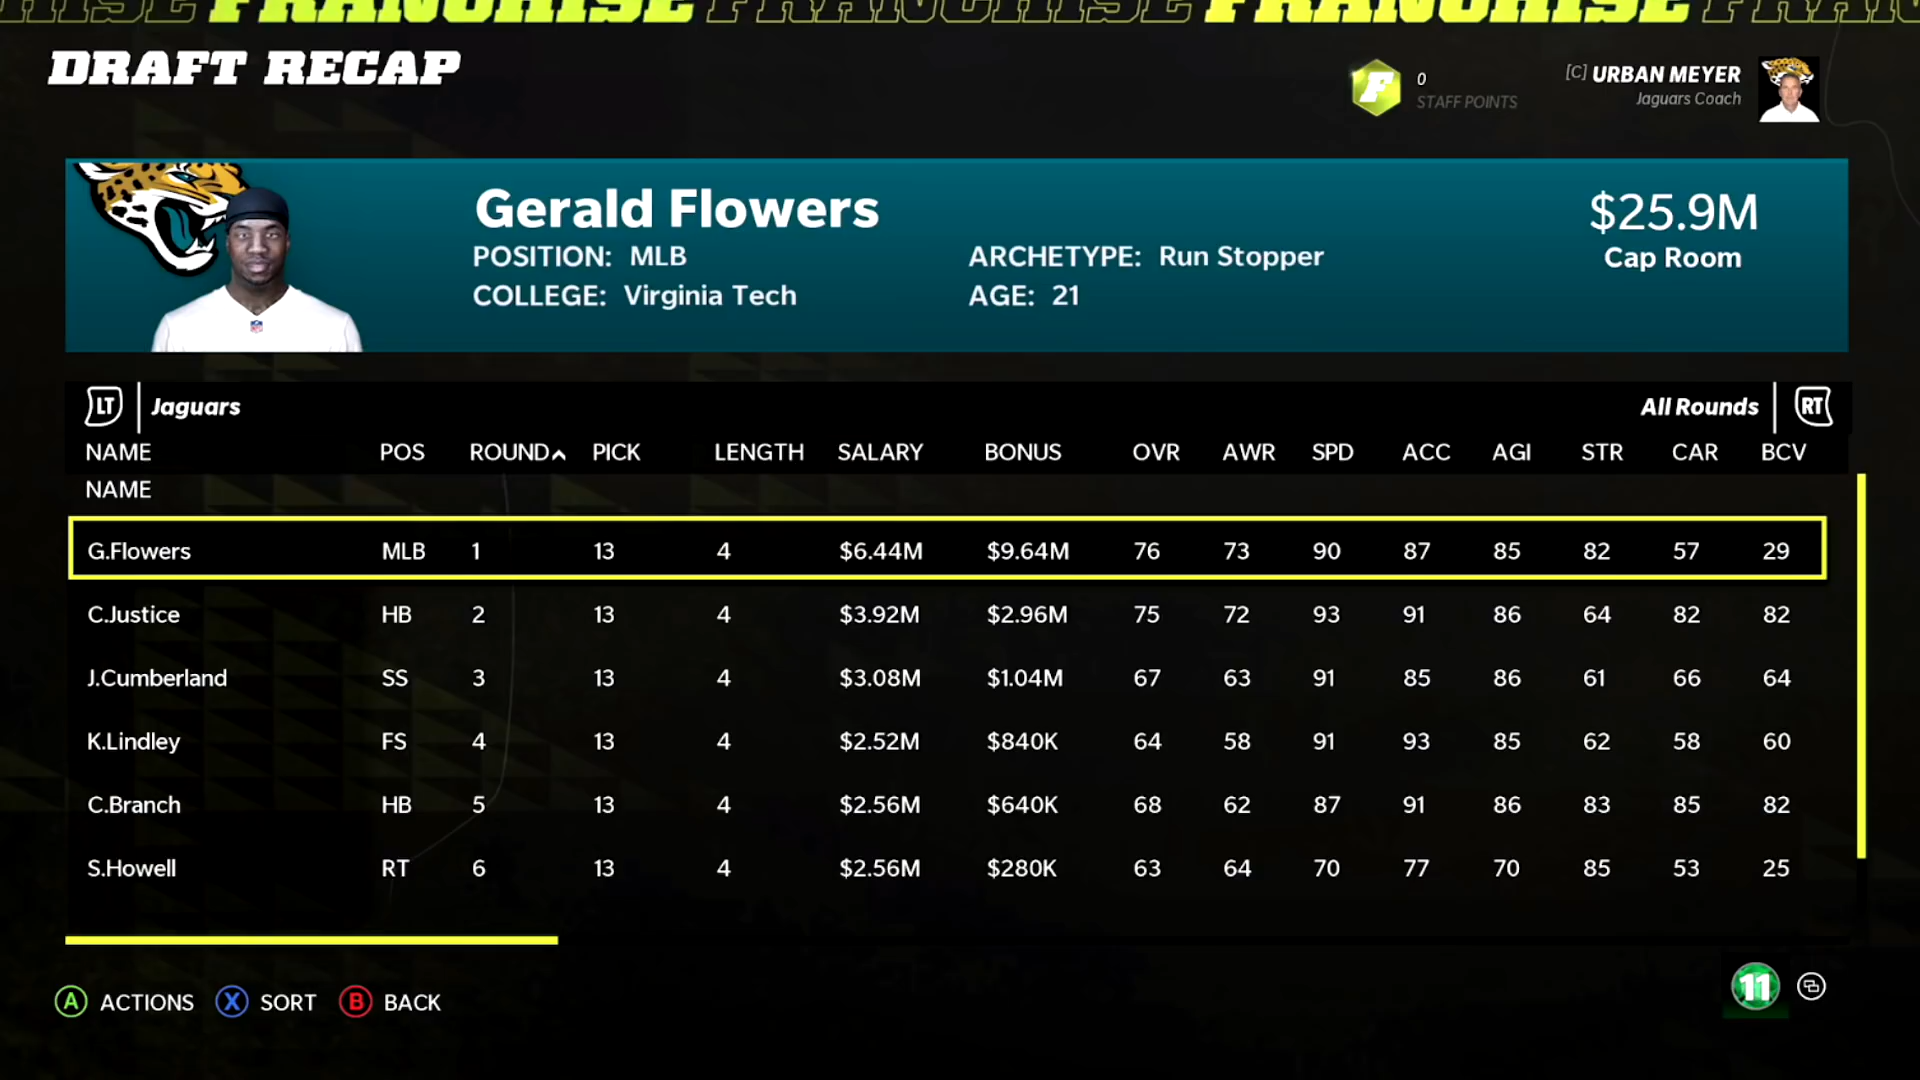 HISE FRANCHISE FRANCHISE FRANCHISE FRAN
DRAFT RECAP
0
STAFF POINTS
[C] URBAN MEYER
Jaguars Coach
Gerald Flowers
POSITION: MLB
ARCHETYPE: Run Stopper
COLLEGE: Virginia Tech
AGE: 21
$25.9M
Cap Room
LT Jaguars
All Rounds RT
NAME POS ROUND PICK LENGTH SALARY BONUS OVR AWR SPD ACC AGI STR CAR BCV
NAME
G.Flowers MLB 1 13 4 $6.44M $9.64M 76 73 90 87 85 82 57 29
C.Justice HB 2 13 4 $3.92M $2.96M 75 72 93 91 86 64 82 82
J.Cumberland SS 3 13 4 $3.08M $1.04M 67 63 91 85 86 61 66 64
K.Lindley FS 4 13 4 $2.52M $840K 64 58 91 93 85 62 58 60
C.Branch HB 5 13 4 $2.56M $640K 68 62 87 91 86 83 85 82
S.Howell RT 6 13 4 $2.56M $280K 63 64 70 77 70 85 53 25
A ACTIONS X SORT B BACK
11